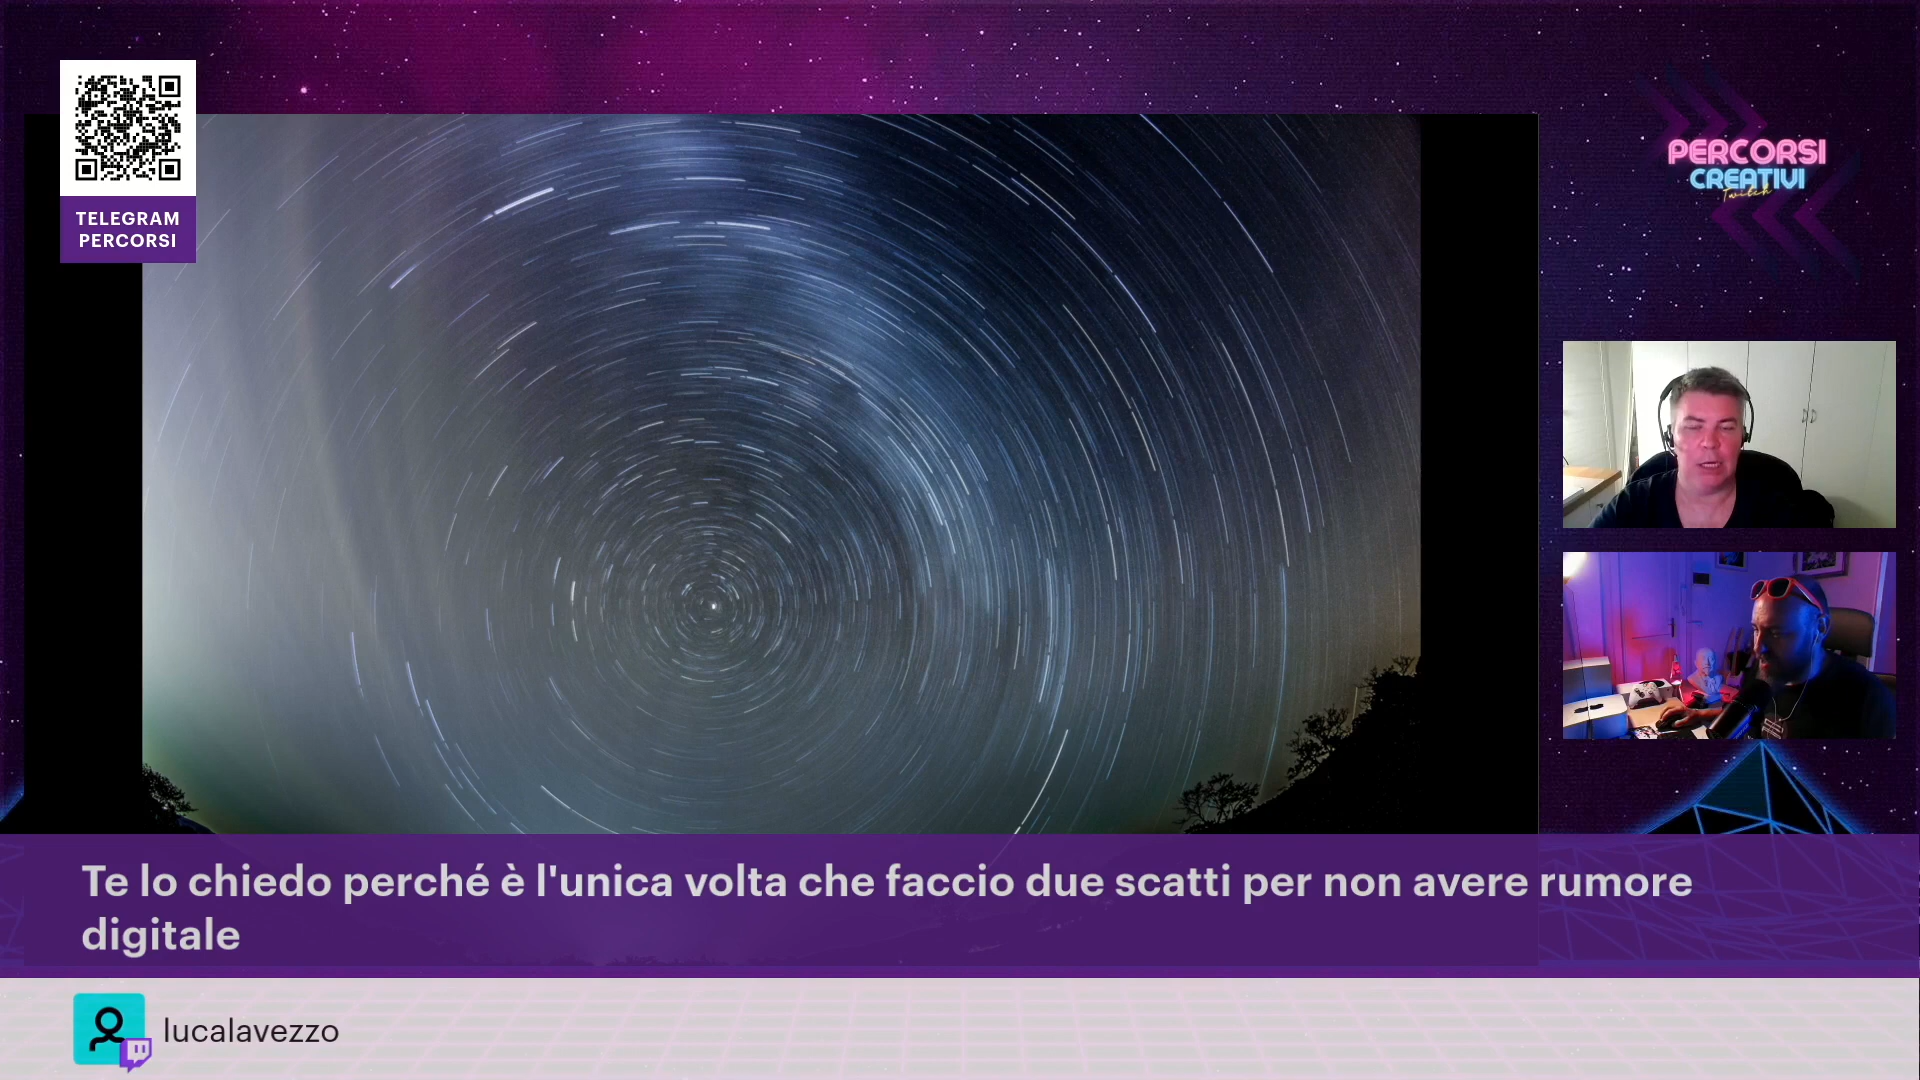 TELEGRAM
PERCORSI
PERCORSI
CREATIVI
Twitch
Te lo chiedo perché è l'unica volta che faccio due scatti per non avere rumore
digitale
lucalavezzo